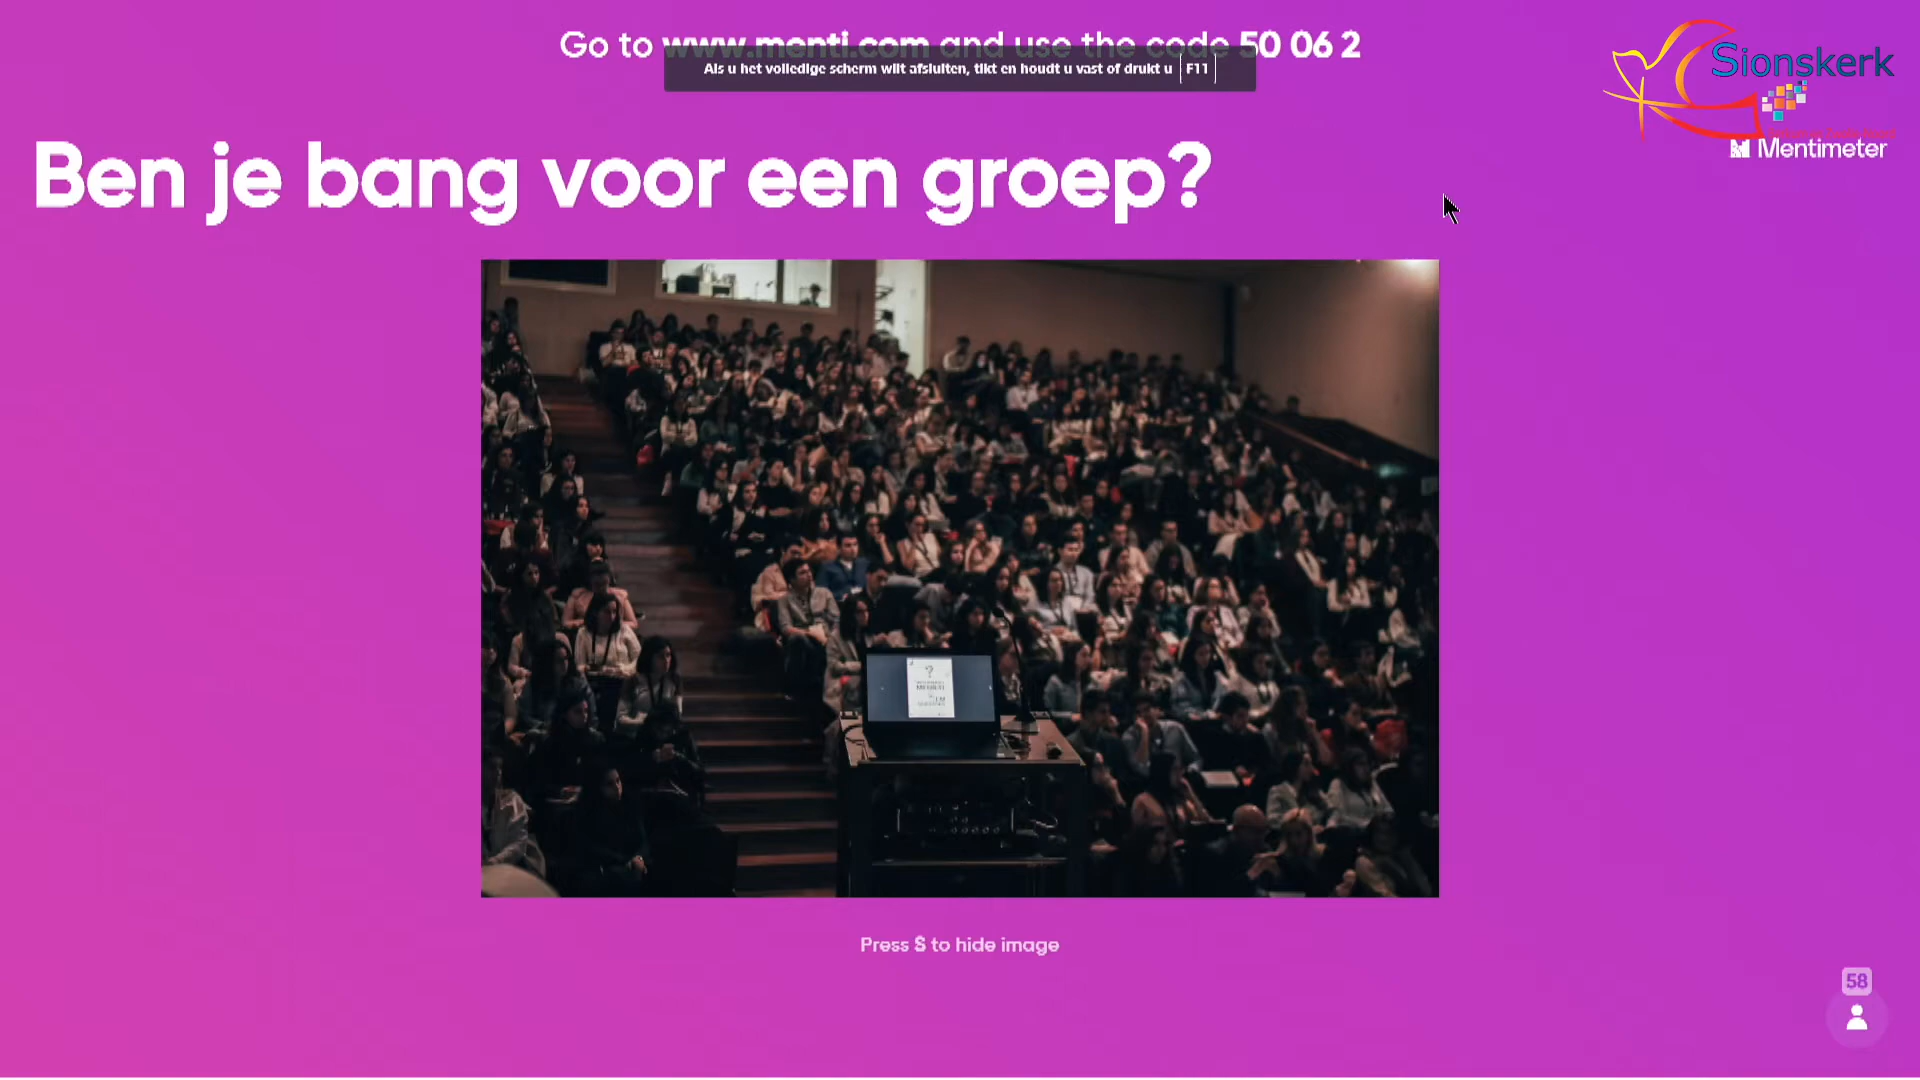 Go to www.menti.com and use the code 50 06 2
Als u het volledige scherm wilt afsluiten, tikt en houdt u vast of drukt u F11
Sionskerk
Mentimeter
Ben je bang voor een groep?
?
Press S to hide image
58